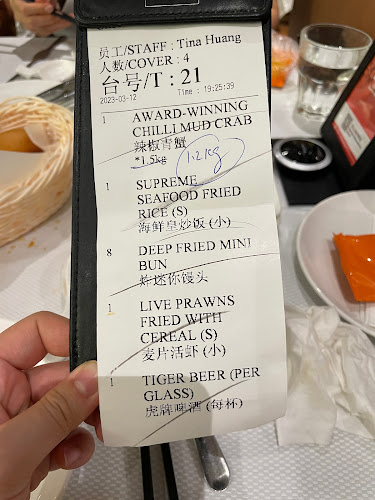 员工/STAFF : Tina Huang
人数/COVER : 4
台号/T : 21
2023-03-12 Time : 19:25:39
1 AWARD-WINNING
CHILLI MUD CRAB
辣椒青蟹
*1.5kg 1.2kg
1 SUPREME
SEAFOOD FRIED
RICE (S)
海鲜皇炒饭 (小)
8 DEEP FRIED MINI
BUN
炸迷你馒头
1 LIVE PRAWNS
FRIED WITH
CEREAL (S)
麦片活虾 (小)
1 TIGER BEER (PER
GLASS)
虎牌啤酒 (每杯)